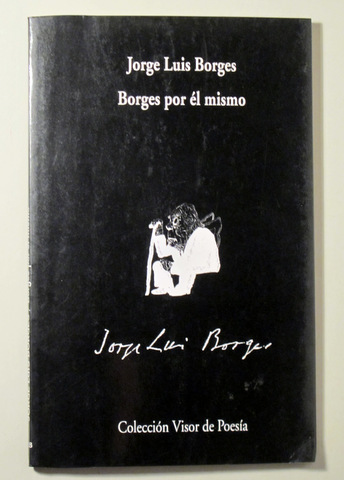 Jorge Luis Borges
Borges por él mismo
Jorge Luis Borges
Colección Visor de Poesía